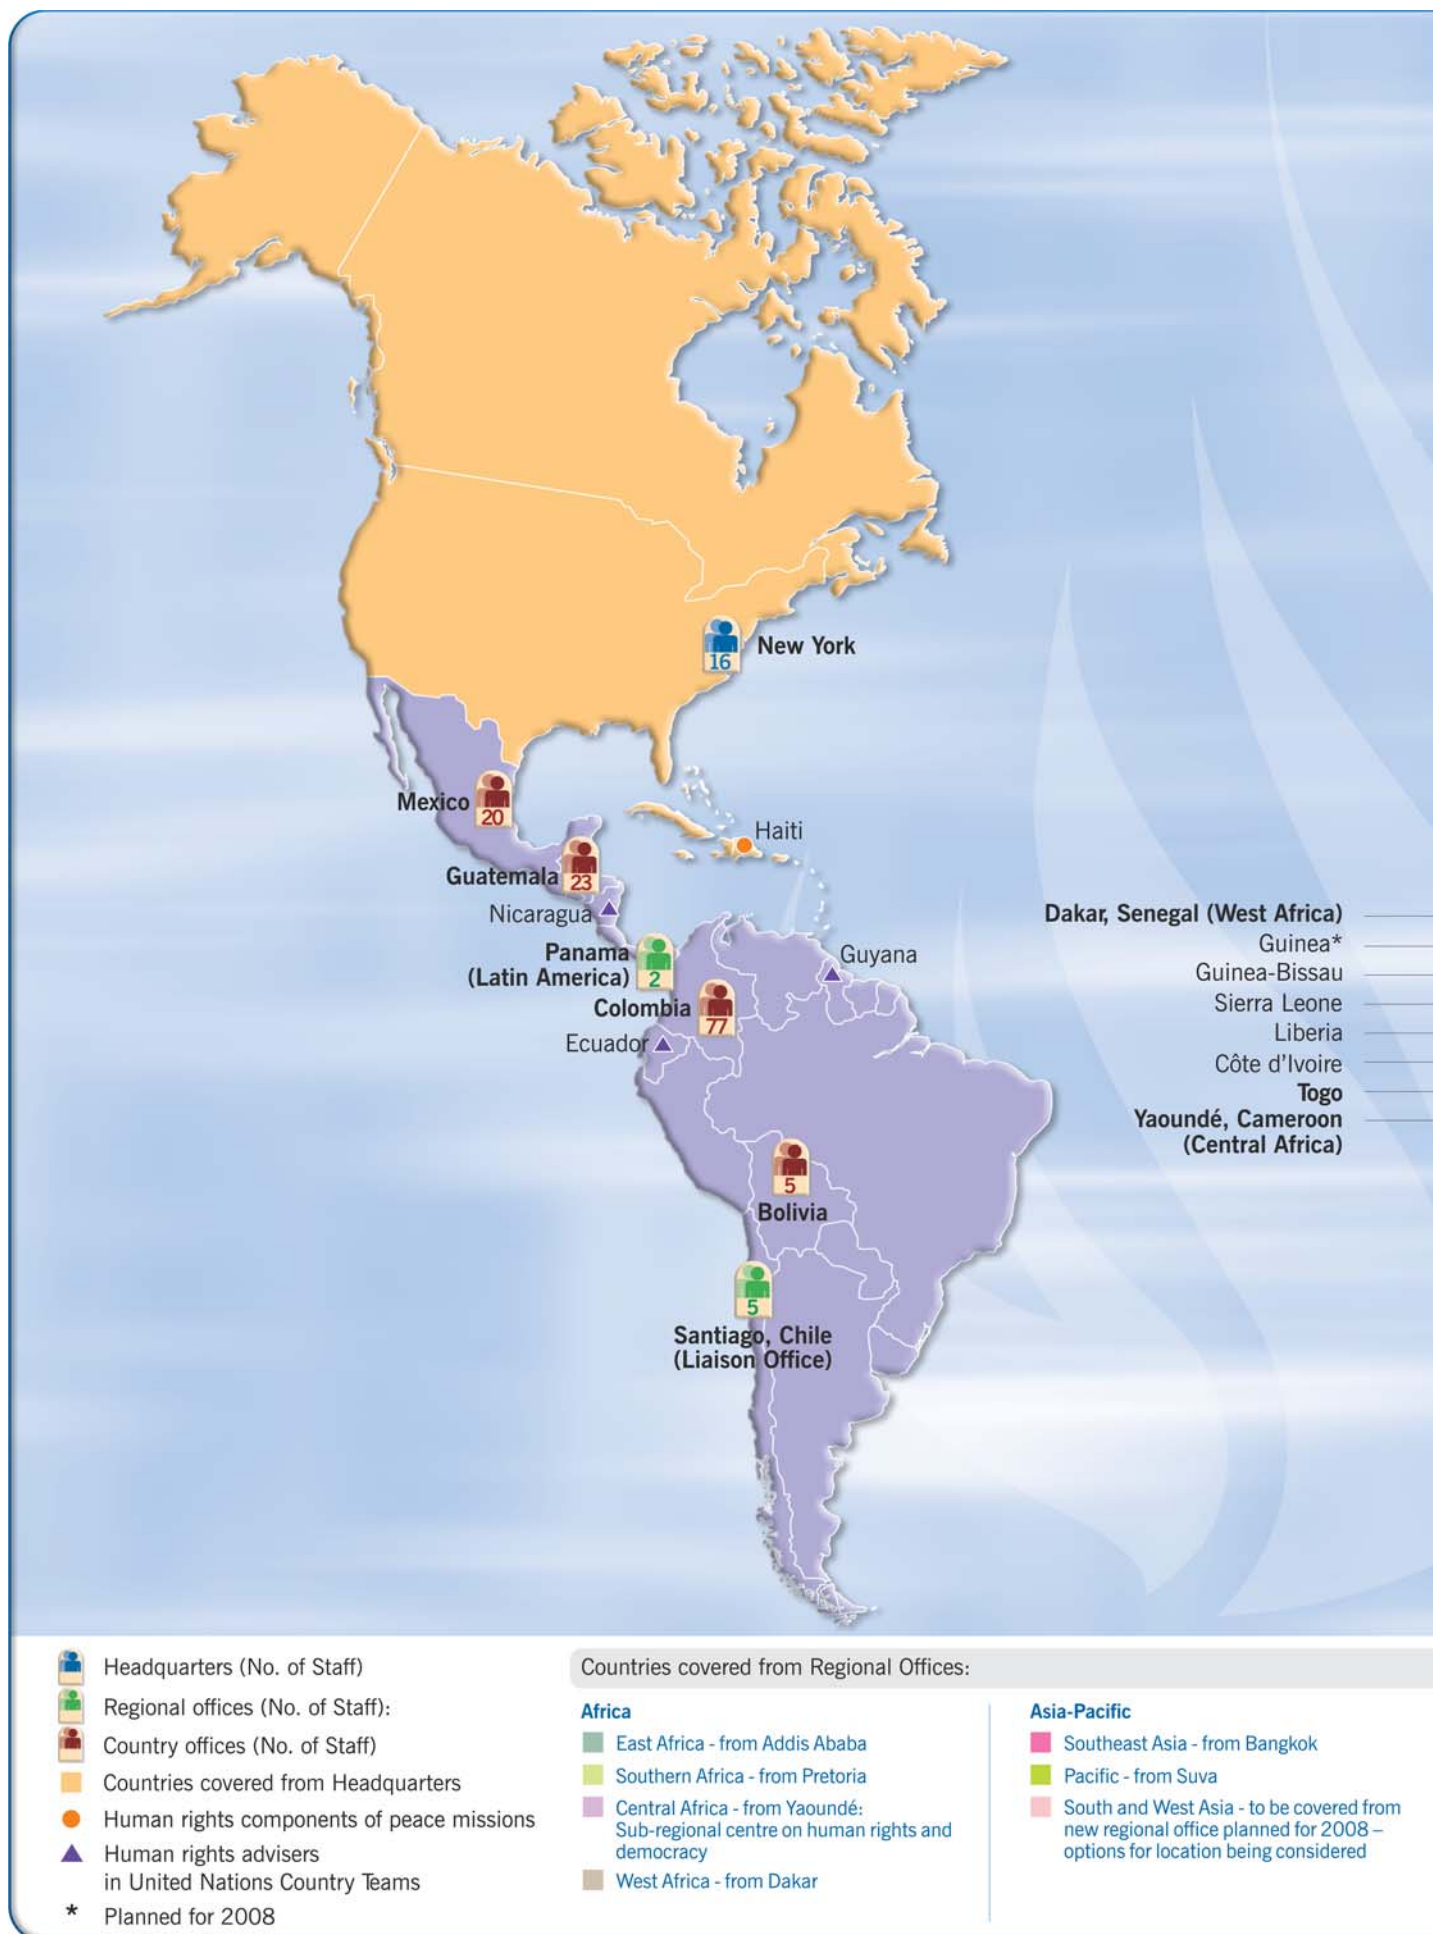 16
New York
Mexico
20
Haiti
Guatemala
23
Nicaragua
Dakar, Senegal (West Africa)
Guinea*
Guinea-Bissau
Sierra Leone
Liberia
Côte d'Ivoire
Togo
Yaoundé, Cameroon
(Central Africa)
Panama
(Latin America)
2
Guyana
Colombia
77
Ecuador
5
Bolivia
5
Santiago, Chile
(Liaison Office)
Headquarters (No. of Staff)
Regional offices (No. of Staff):
Country offices (No. of Staff)
Countries covered from Headquarters
Human rights components of peace missions
Human rights advisers
in United Nations Country Teams
* Planned for 2008
Countries covered from Regional Offices:
Africa
East Africa - from Addis Ababa
Southern Africa - from Pretoria
Central Africa - from Yaoundé:
Sub-regional centre on human rights and
democracy
West Africa - from Dakar
Asia-Pacific
Southeast Asia - from Bangkok
Pacific - from Suva
South and West Asia - to be covered from
new regional office planned for 2008 –
options for location being considered